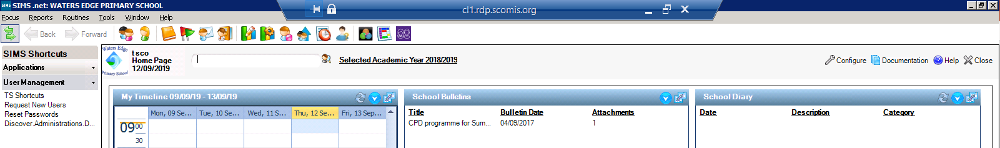 SIMS .net: WATERS EDGE PRIMARY SCHOOL
cl1.rdp.scomis.org
Focus Reports Routines Tools Window Help
Back Forward
SIMS Shortcuts
Applications
User Management
TS Shortcuts
Request New Users
Reset Passwords
Discover.Administrations.D...
Waters Edge
Primary School
tsco
Home Page
12/09/2019
Selected Academic Year 2018/2019
Configure Documentation Help Close
My Timeline 09/09/19 - 13/09/19
Mon, 09 Se... Tue, 10 Se... Wed, 11 S... Thu, 12 Se... Fri, 13 Sep...
09 00
30
School Bulletins
Title Bulletin Date Attachments
CPD programme for Sum... 04/09/2017 1
School Diary
Date Description Category